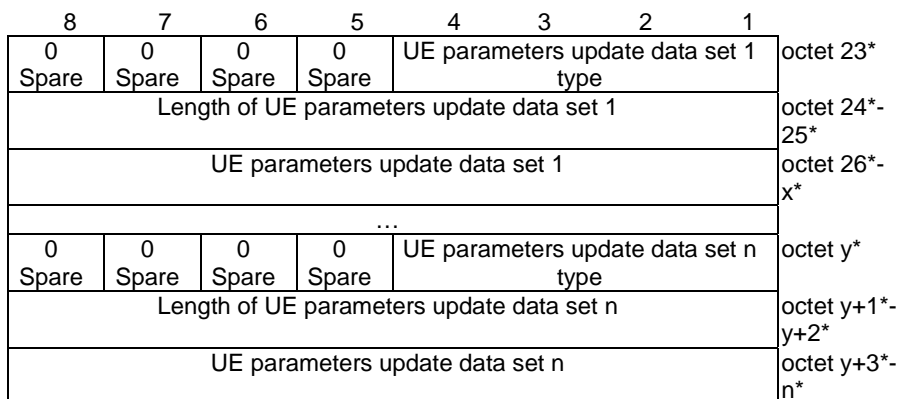 8 7 6 5 4 3 2 1
0 0 0 0 UE parameters update data set 1 octet 23*
Spare Spare Spare Spare type
Length of UE parameters update data set 1 octet 24*-
25*
UE parameters update data set 1 octet 26*-
x*
…
0 0 0 0 UE parameters update data set n octet y*
Spare Spare Spare Spare type
Length of UE parameters update data set n octet y+1*-
y+2*
UE parameters update data set n octet y+3*-
n*